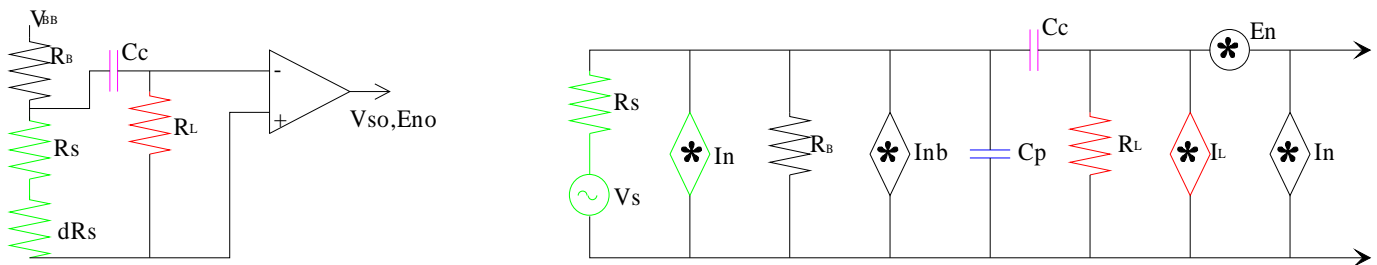 VBB
RB
Cc
-
+
RL
Rs
dRs
Vso,Eno
Cc
En
Rs
Vs
In
RB
Inb
Cp
RL
IL
In